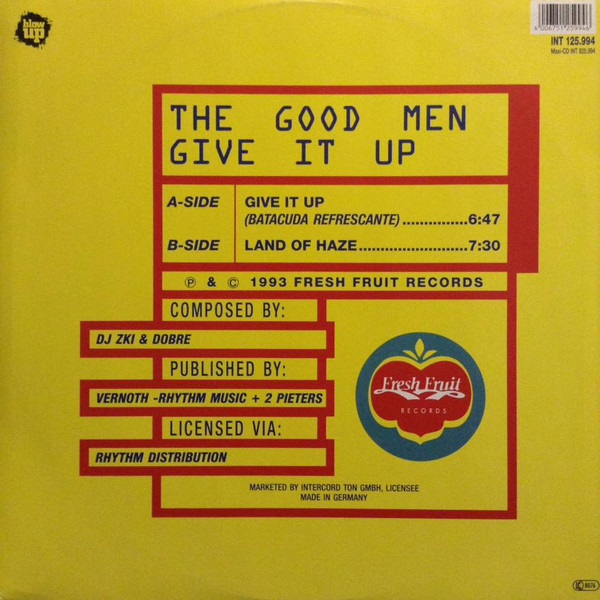 blow
up
4 006751 259946
INT 125.994
Maxi-CD INT 825.994
THE GOOD MEN
GIVE IT UP
A-SIDE GIVE IT UP
(BATACUDA REFRESCANTE)...............6:47
B-SIDE LAND OF HAZE.........................7:30
Ⓟ & © 1993 FRESH FRUIT RECORDS
COMPOSED BY:
DJ ZKI & DOBRE
PUBLISHED BY:
VERNOTH -RHYTHM MUSIC + 2 PIETERS
LICENSED VIA:
RHYTHM DISTRIBUTION
Fresh Fruit
RECORDS
MARKETED BY INTERCORD TON GMBH, LICENSEE
MADE IN GERMANY